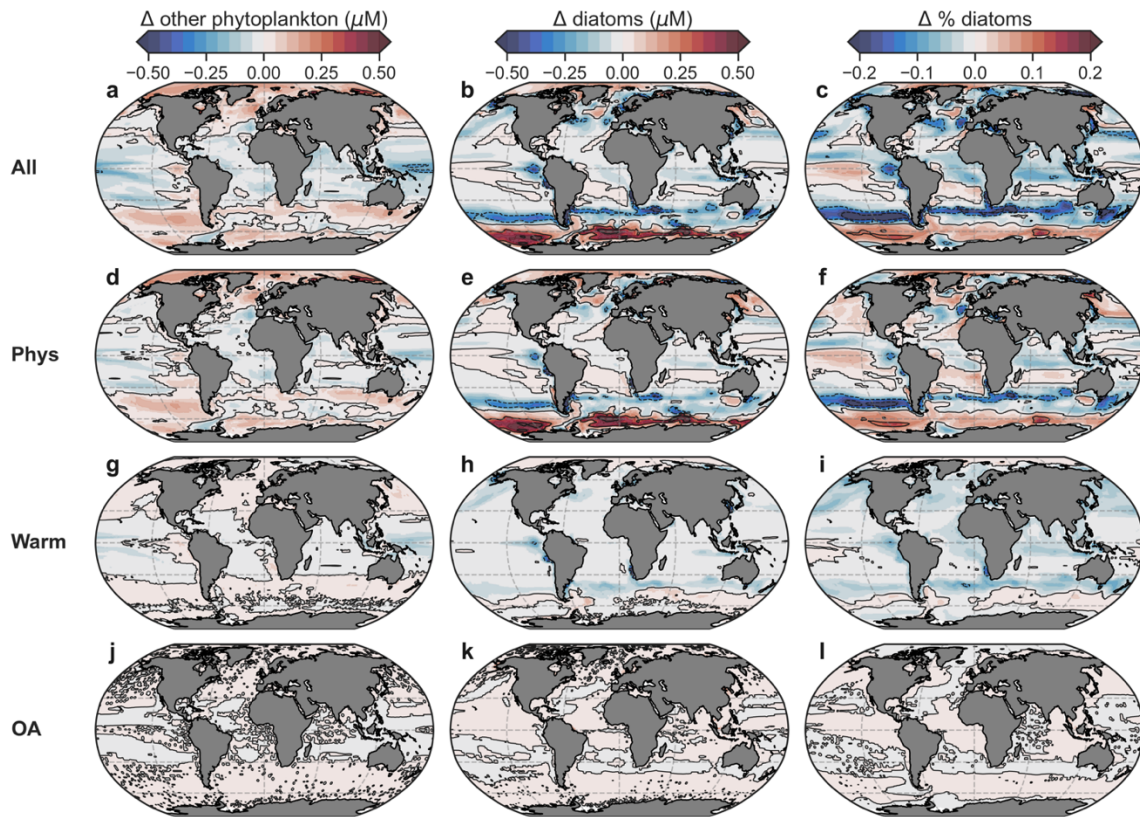 Δ other phytoplankton (μM) Δ diatoms (μM) Δ % diatoms
−0.50 −0.25 0.00 0.25 0.50 −0.50 −0.25 0.00 0.25 0.50 −0.2 −0.1 0.0 0.1 0.2
a b c
All
d e f
Phys
g h i
Warm
j k l
OA